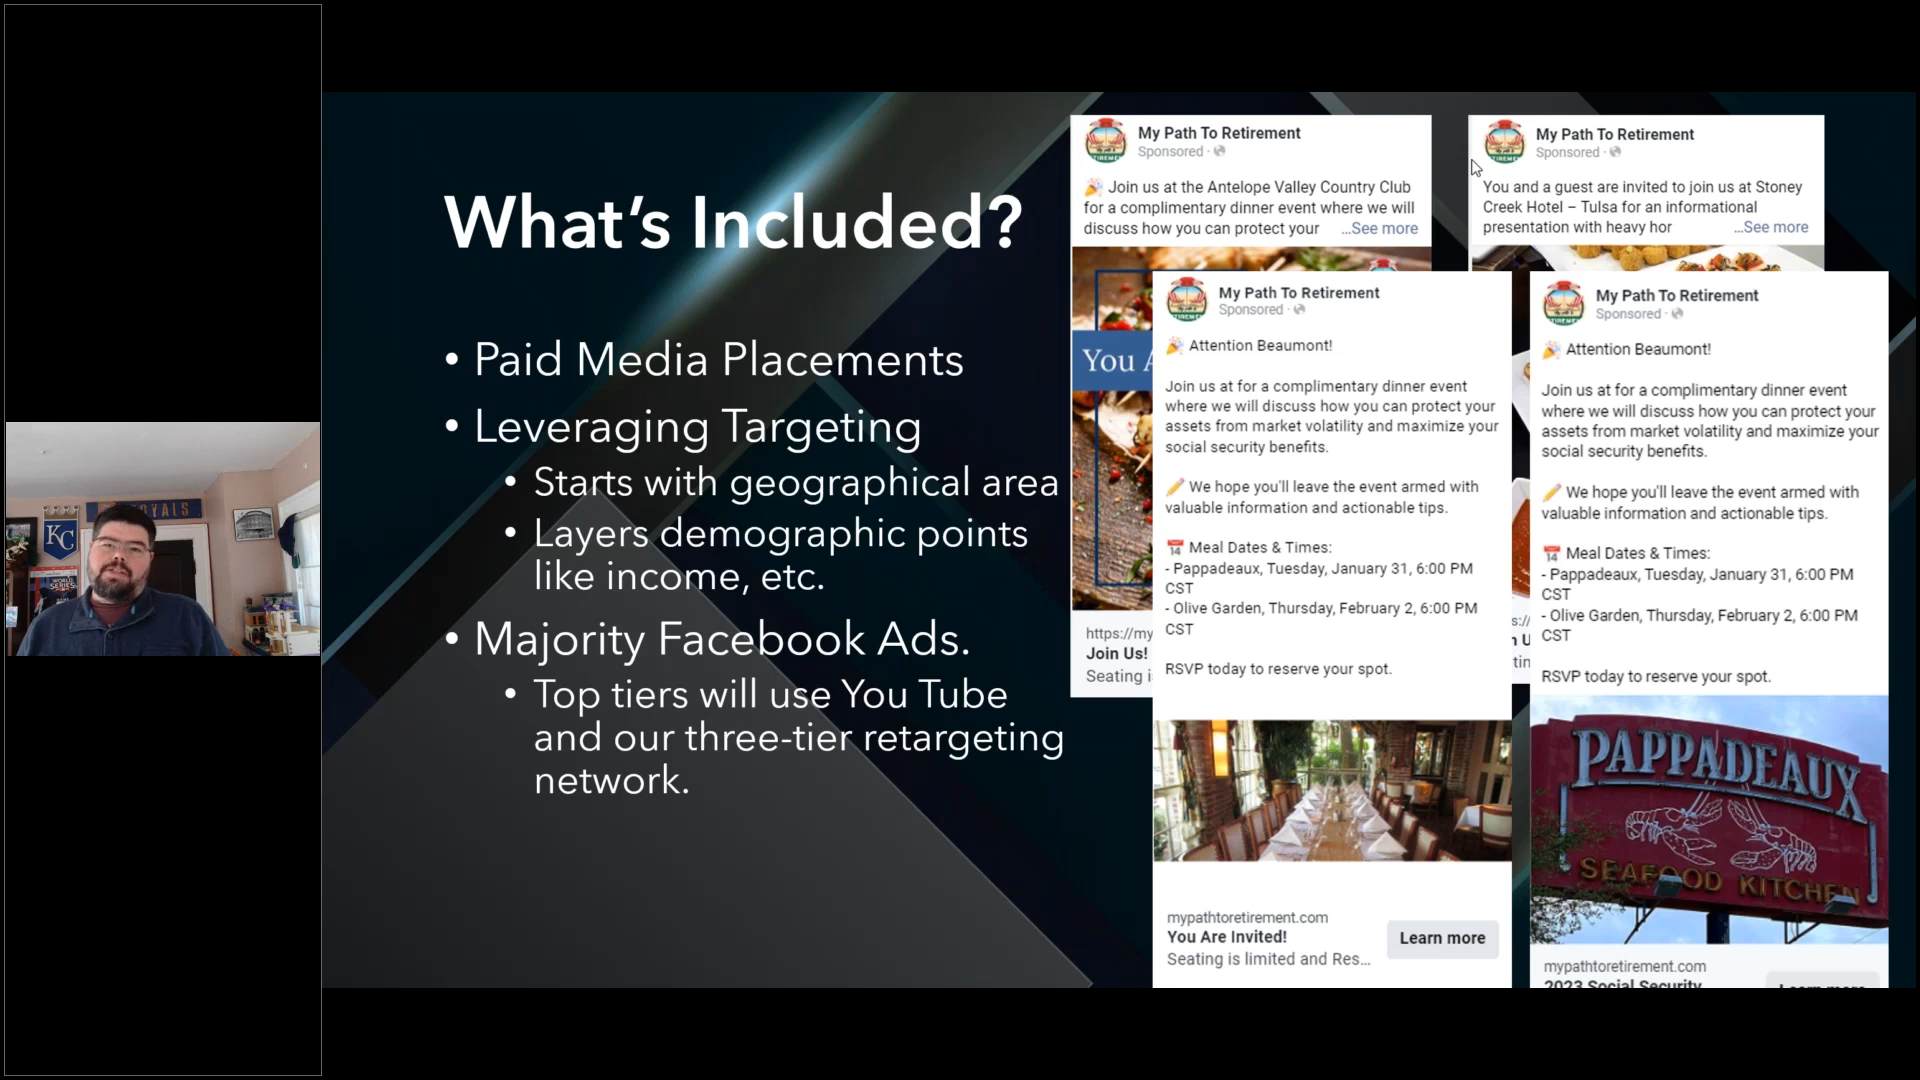 What's Included?
• Paid Media Placements
• Leveraging Targeting
• Starts with geographical area
• Layers demographic points
like income, etc.
• Majority Facebook Ads.
• Top tiers will use You Tube
and our three-tier retargeting
network.
My Path To Retirement
Sponsored ·
🎉 Join us at the Antelope Valley Country Club
for a complimentary dinner event where we will
discuss how you can protect your ...See more
You
https://my
Join Us!
Seating
My Path To Retirement
Sponsored ·
You and a guest are invited to join us at Stoney
Creek Hotel – Tulsa for an informational
presentation with heavy hor ...See more
My Path To Retirement
Sponsored ·
🎉 Attention Beaumont!
Join us at for a complimentary dinner event
where we will discuss how you can protect your
assets from market volatility and maximize your
social security benefits.
✏️ We hope you'll leave the event armed with
valuable information and actionable tips.
📅 Meal Dates & Times:
- Pappadeaux, Tuesday, January 31, 6:00 PM
CST
- Olive Garden, Thursday, February 2, 6:00 PM
CST
RSVP today to reserve your spot.
mypathtoretirement.com
You Are Invited!
Seating is limited and Res...
Learn more
My Path To Retirement
Sponsored ·
🎉 Attention Beaumont!
Join us at for a complimentary dinner event
where we will discuss how you can protect your
assets from market volatility and maximize your
social security benefits.
✏️ We hope you'll leave the event armed with
valuable information and actionable tips.
📅 Meal Dates & Times:
- Pappadeaux, Tuesday, January 31, 6:00 PM
CST
- Olive Garden, Thursday, February 2, 6:00 PM
CST
RSVP today to reserve your spot.
PAPPADEAUX
SEAFOOD KITCHEN
mypathtoretirement.com
2023 Social Security
Learn more
KC
WORLD
SERIES